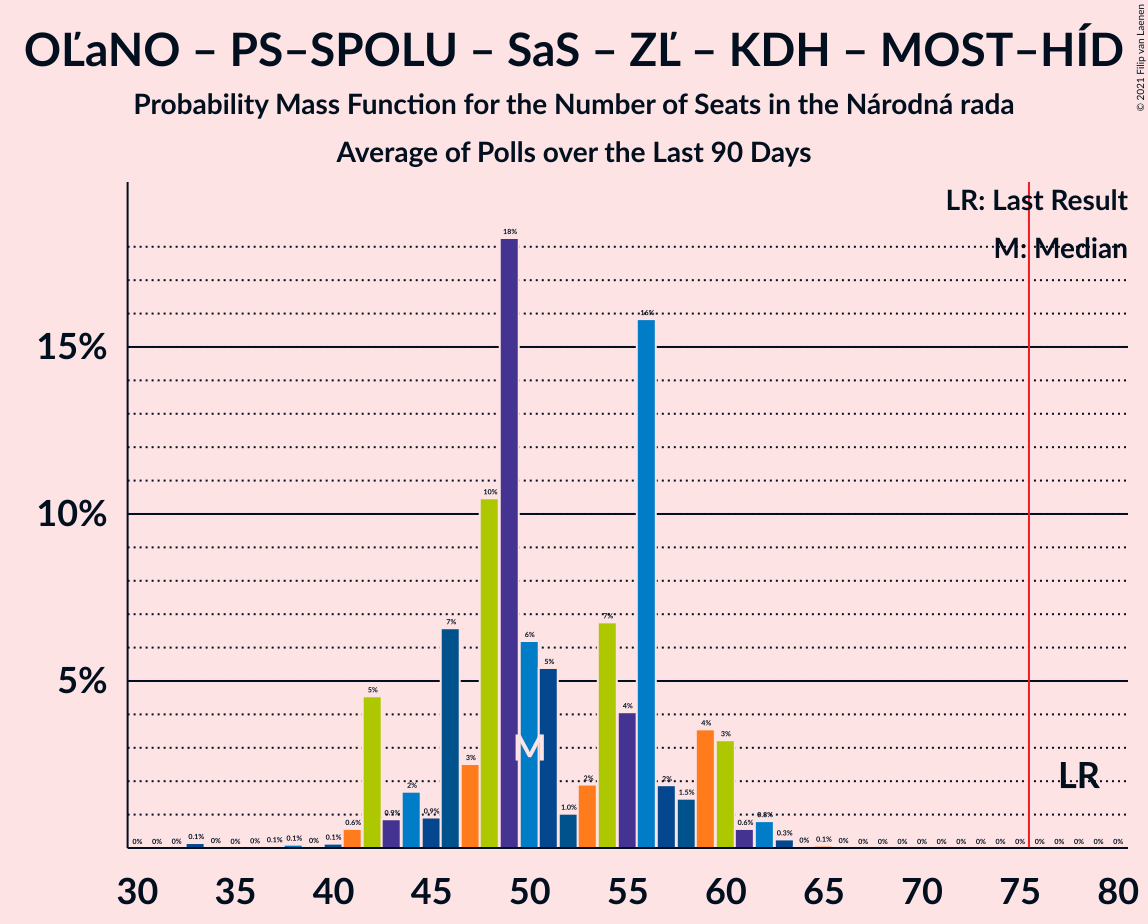 OĽaNO – PS–SPOLU – SaS – ZĽ – KDH – MOST–HÍD
Probability Mass Function for the Number of Seats in the Národná rada
Average of Polls over the Last 90 Days
© 2021 Filip van Laenen
LR: Last Result
M: Median
15%
10%
5%
0% 0% 0% 0.1% 0% 0% 0% 0.1% 0.1% 0% 0.1% 0.6% 5% 0.9% 2% 0.9% 7% 3% 10% 18% 6% 5% 1.0% 2% 7% 4% 16% 2% 1.5% 4% 3% 0.6% 0.8% 0.3% 0% 0.1% 0% 0% 0% 0% 0% 0% 0% 0% 0% 0% 0% 0% 0% 0% 0%
M
LR
30 35 40 45 50 55 60 65 70 75 80